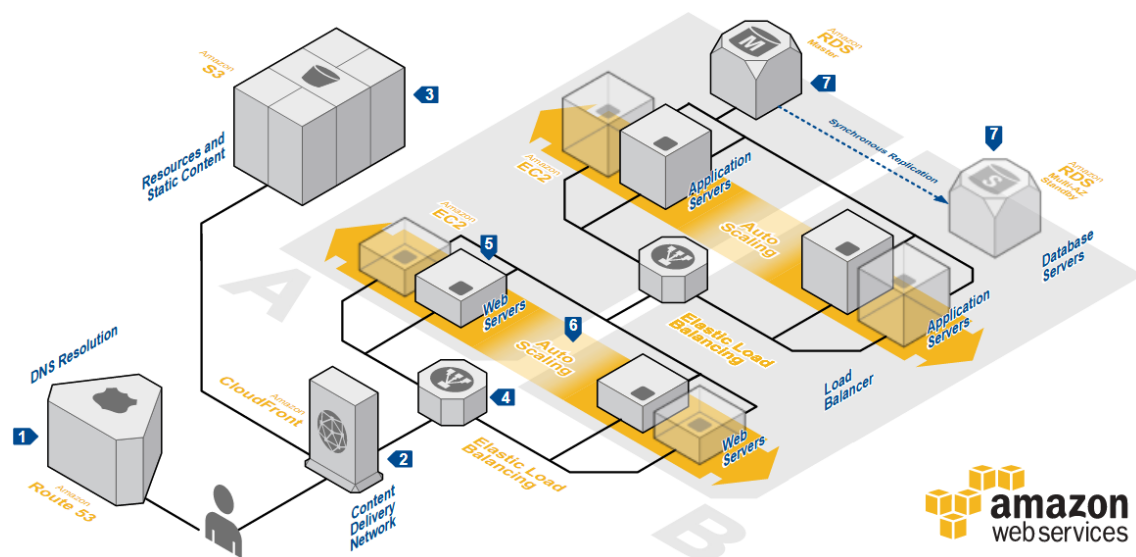 Amazon
S3
3
Resources and
Static Content
Amazon
RDS
Master
M
7
Synchronous Replication
7
Amazon
RDS
Multi-AZ
Standby
S
Database
Servers
Amazon
EC2
Application
Servers
Auto
Scaling
Application
Servers
Elastic Load
Balancing
Load
Balancer
Amazon
EC2
5
Web
Servers
6
Auto
Scaling
Web
Servers
A
B
4
Elastic Load
Balancing
DNS Resolution
1
Amazon
Route 53
Amazon
CloudFront
2
Content
Delivery
Network
amazon
web services